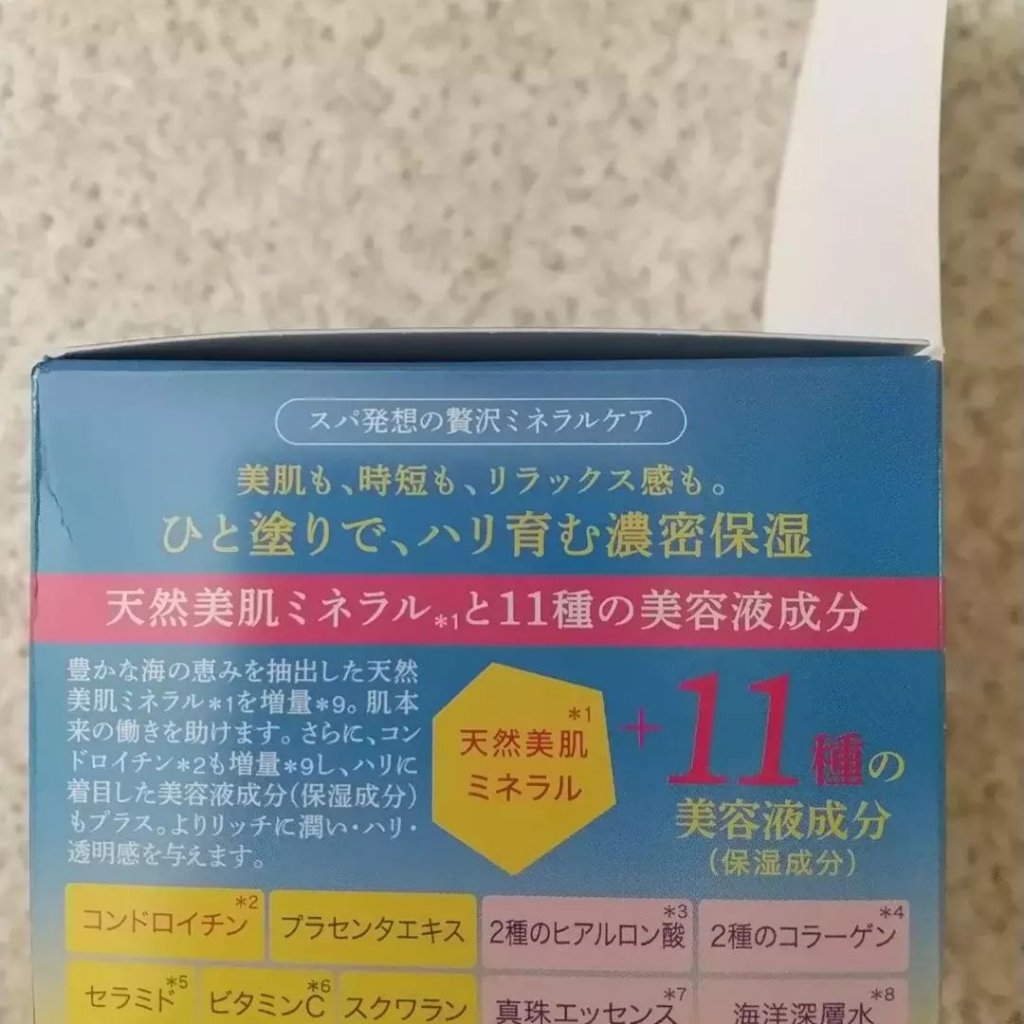 スパ発想の贅沢ミネラルケア
美肌も、時短も、リラックス感も。
ひと塗りで、ハリ育む濃密保湿
天然美肌ミネラル*1と11種の美容液成分
豊かな海の恵みを抽出した天然
美肌ミネラル*1を増量*9。肌本
来の働きを助けます。さらに、コン
ドロイチン*2も増量*9し、ハリに
着目した美容液成分(保湿成分)
もプラス。よりリッチに潤い・ハリ・
透明感を与えます。
*1
天然美肌
ミネラル
+11種の
美容液成分
(保湿成分)
コンドロイチン*2 プラセンタエキス 2種のヒアルロン酸*3 2種のコラーゲン*4
セラミド*5 ビタミンC*6 スクワラン 真珠エッセンス*7 海洋深層水*8